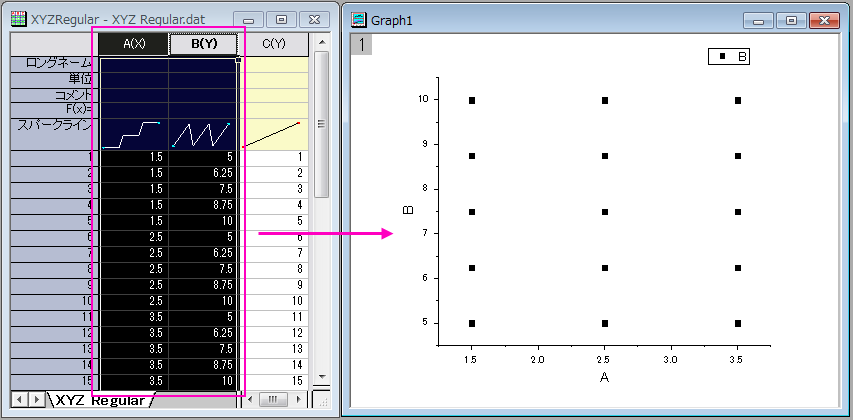 XYZRegular - XYZ Regular.dat
A(X) B(Y) C(Y)
ロングネーム
単位
コメント
F(x)=
スパークライン
1 1.5 5 1
2 1.5 6.25 2
3 1.5 7.5 3
4 1.5 8.75 4
5 1.5 10 5
6 2.5 5 6
7 2.5 6.25 7
8 2.5 7.5 8
9 2.5 8.75 9
10 2.5 10 10
11 3.5 5 11
12 3.5 6.25 12
13 3.5 7.5 13
14 3.5 8.75 14
15 3.5 10 15
XYZ Regular
Graph1
1
B
10
9
8
7
6
5
B
1.5 2.0 2.5 3.0 3.5
A